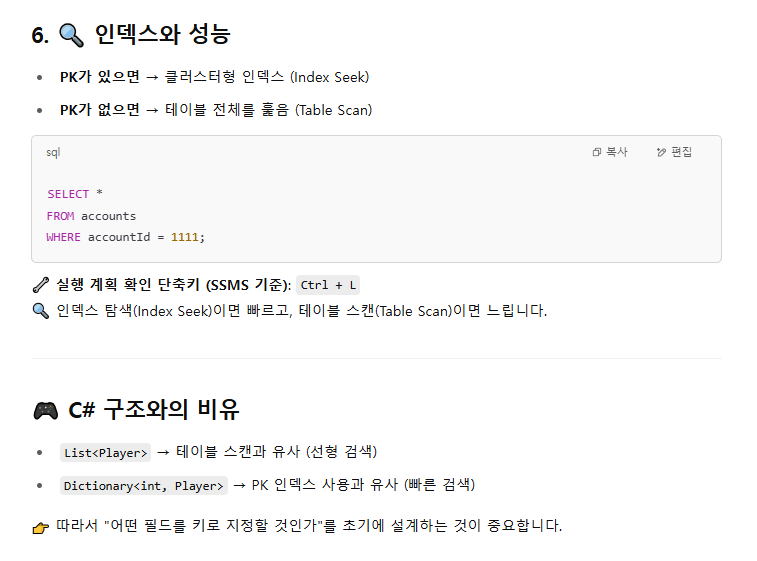 6. 🔍 인덱스와 성능
• PK가 있으면 → 클러스터형 인덱스 (Index Seek)
• PK가 없으면 → 테이블 전체를 훑음 (Table Scan)
sql 복사 편집
SELECT *
FROM accounts
WHERE accountId = 1111;
🦴 실행 계획 확인 단축키 (SSMS 기준): Ctrl + L
🔍 인덱스 탐색(Index Seek)이면 빠르고, 테이블 스캔(Table Scan)이면 느립니다.
🎮 C# 구조와의 비유
• List<Player> → 테이블 스캔과 유사 (선형 검색)
• Dictionary<int, Player> → PK 인덱스 사용과 유사 (빠른 검색)
👉 따라서 "어떤 필드를 키로 지정할 것인가"를 초기에 설계하는 것이 중요합니다.